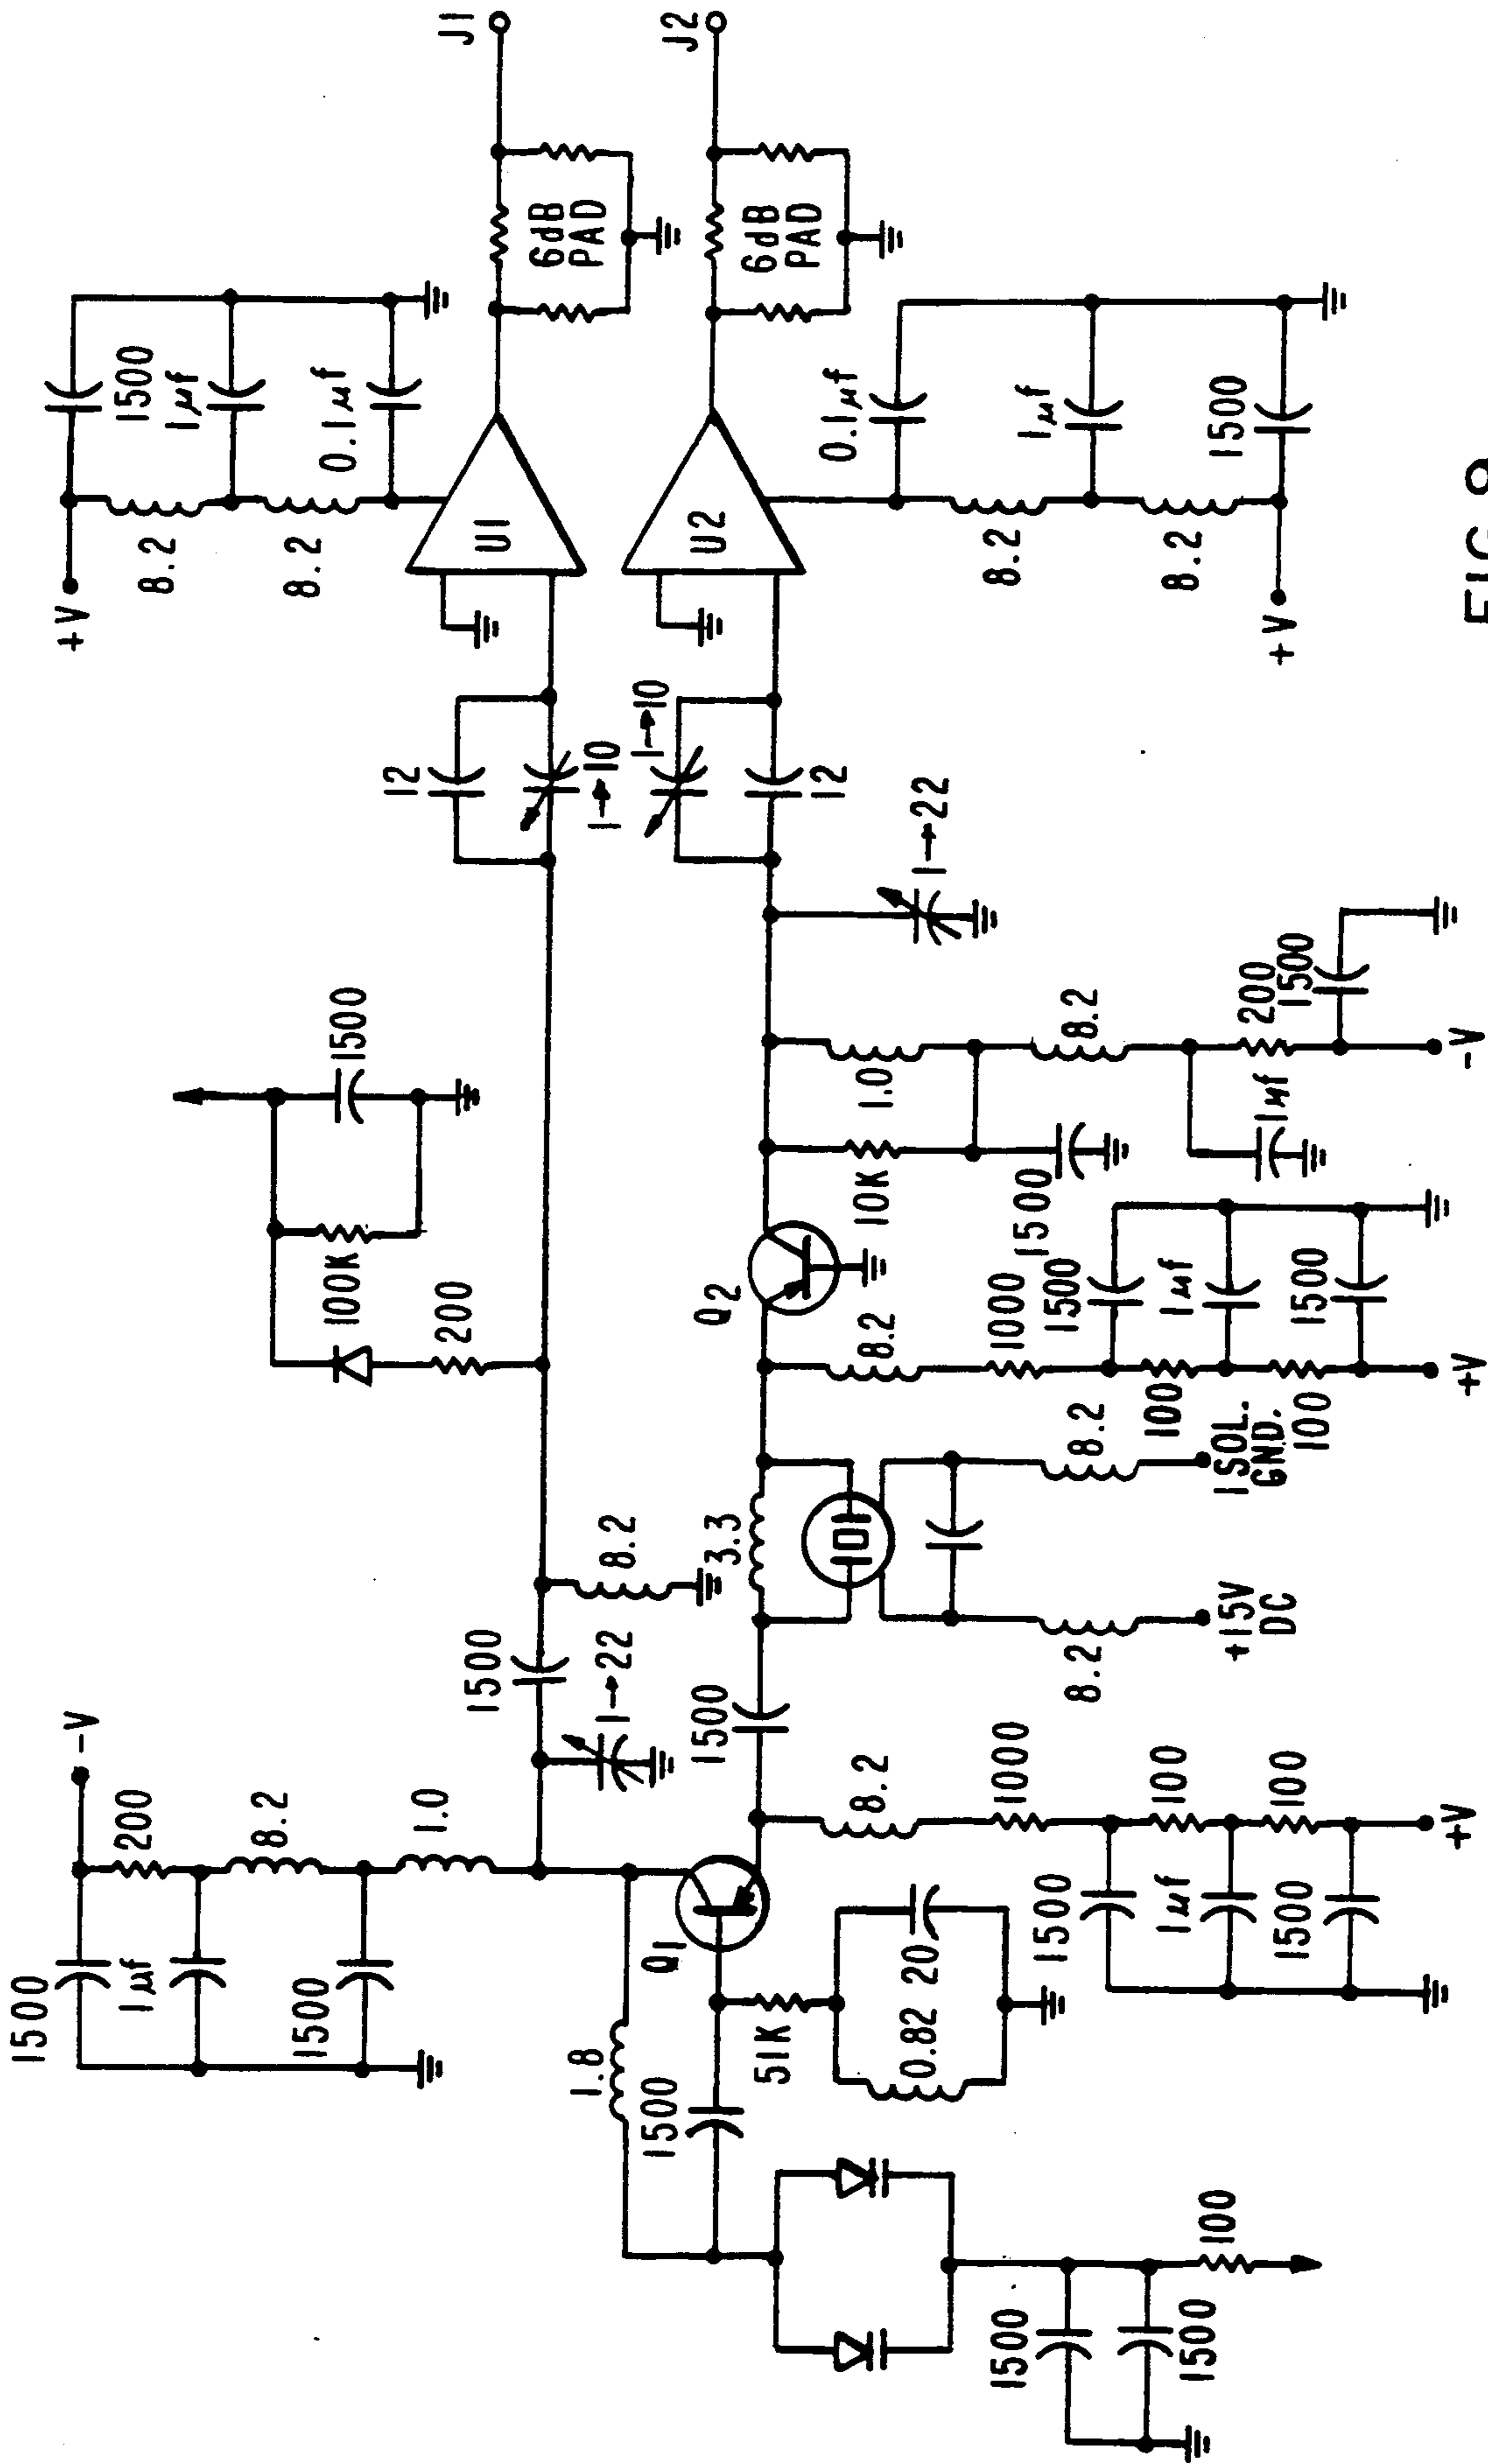 J1
J2
6dB
PAD
6dB
PAD
+V
1500
1µf
0.1µf
8.2
8.2
U1
U2
0.1µf
1µf
1500
8.2
8.2
+V
12
1→10
1→10
12
1→22
1500
100K
200
1500
8.2
1→22
-V
200
8.2
1.0
1500
1µf
1500
Q1
1.8
1500
51K
0.82
20
1500
1500
100
1500
8.2
1000
100
100
1500
1µf
1500
+V
3.3
8.2
+15V
DC
8.2
ISOL.
GND.
Q2
8.2
1000
100
100
1500
1µf
1500
+V
10K
1500
1.0
8.2
1µf
200
1500
-V